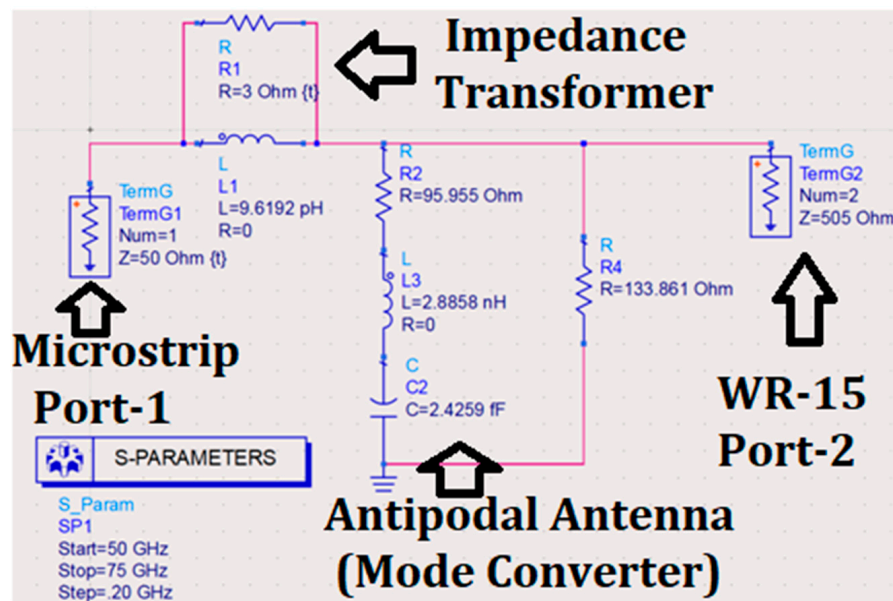 R
R1
R=3 Ohm {t}
Impedance
Transformer
L
L1
L=9.6192 pH
R=0
TermG
TermG1
Num=1
Z=50 Ohm {t}
R
R2
R=95.955 Ohm
L
L3
L=2.8858 nH
R=0
C
C2
C=2.4259 fF
R
R4
R=133.861 Ohm
TermG
TermG2
Num=2
Z=505 Ohm
Microstrip
Port-1
WR-15
Port-2
S-PARAMETERS
S_Param
SP1
Start=50 GHz
Stop=75 GHz
Step=.20 GHz
Antipodal Antenna
(Mode Converter)